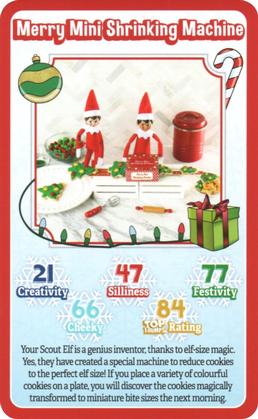 Merry Mini Shrinking Machine
21
Creativity
47
Silliness
77
Festivity
66
Cheeky
84
TOP
Rating
Your Scout Elf is a genius inventor, thanks to elf-size magic.
Yes, they have created a special machine to reduce cookies
to the perfect elf size! If you place a variety of colourful
cookies on a plate, you will discover the cookies magically
transformed to miniature bite sizes the next morning.